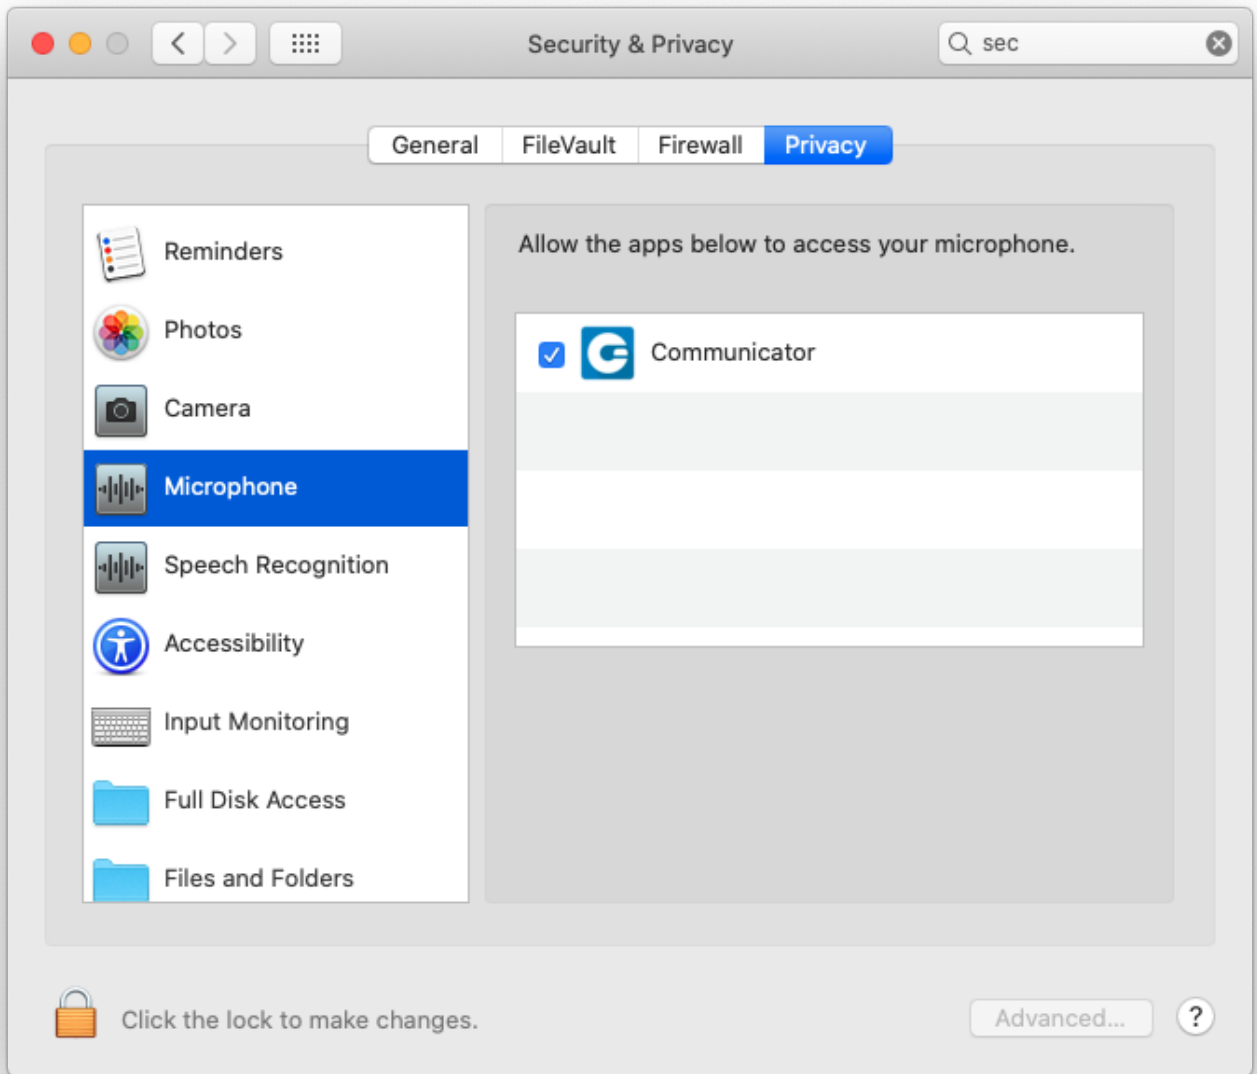 Security & Privacy
sec
General
FileVault
Firewall
Privacy
Reminders
Photos
Camera
Microphone
Speech Recognition
Accessibility
Input Monitoring
Full Disk Access
Files and Folders
Allow the apps below to access your microphone.
Communicator
Click the lock to make changes.
Advanced...
?